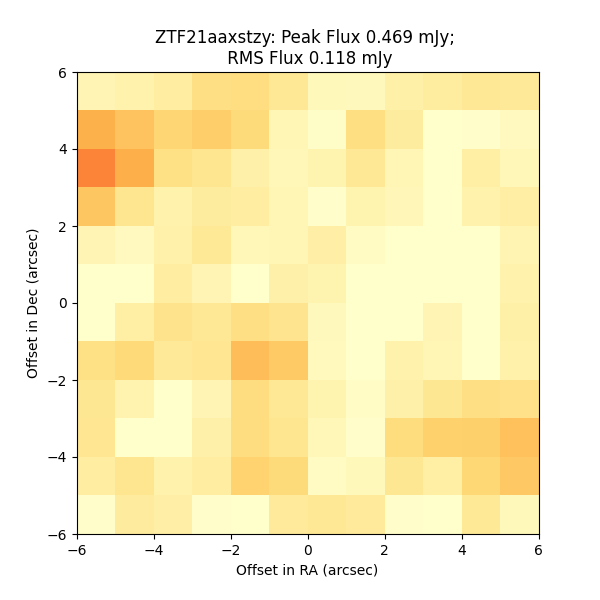 ZTF21aaxstzy: Peak Flux 0.469 mJy;
RMS Flux 0.118 mJy
6
4
2
0
−2
−4
−6
Offset in Dec (arcsec)
−6 −4 −2 0 2 4 6
Offset in RA (arcsec)